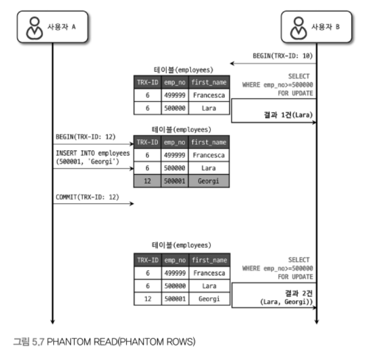 사용자 A
사용자 B
BEGIN(TRX-ID: 10)
테이블(employees)
TRX-ID emp_no first_name
6 499999 Francesca
6 500000 Lara
SELECT
WHERE emp_no>=500000
FOR UPDATE
결과 1건(Lara)
BEGIN(TRX-ID: 12)
INSERT INTO employees
(500001, 'Georgi')
테이블(employees)
TRX-ID emp_no first_name
6 499999 Francesca
6 500000 Lara
12 500001 Georgi
COMMIT(TRX-ID: 12)
테이블(employees)
TRX-ID emp_no first_name
6 499999 Francesca
6 500000 Lara
12 500001 Georgi
SELECT
WHERE emp_no>=500000
FOR UPDATE
결과 2건
(Lara, Georgi))
그림 5.7 PHANTOM READ(PHANTOM ROWS)